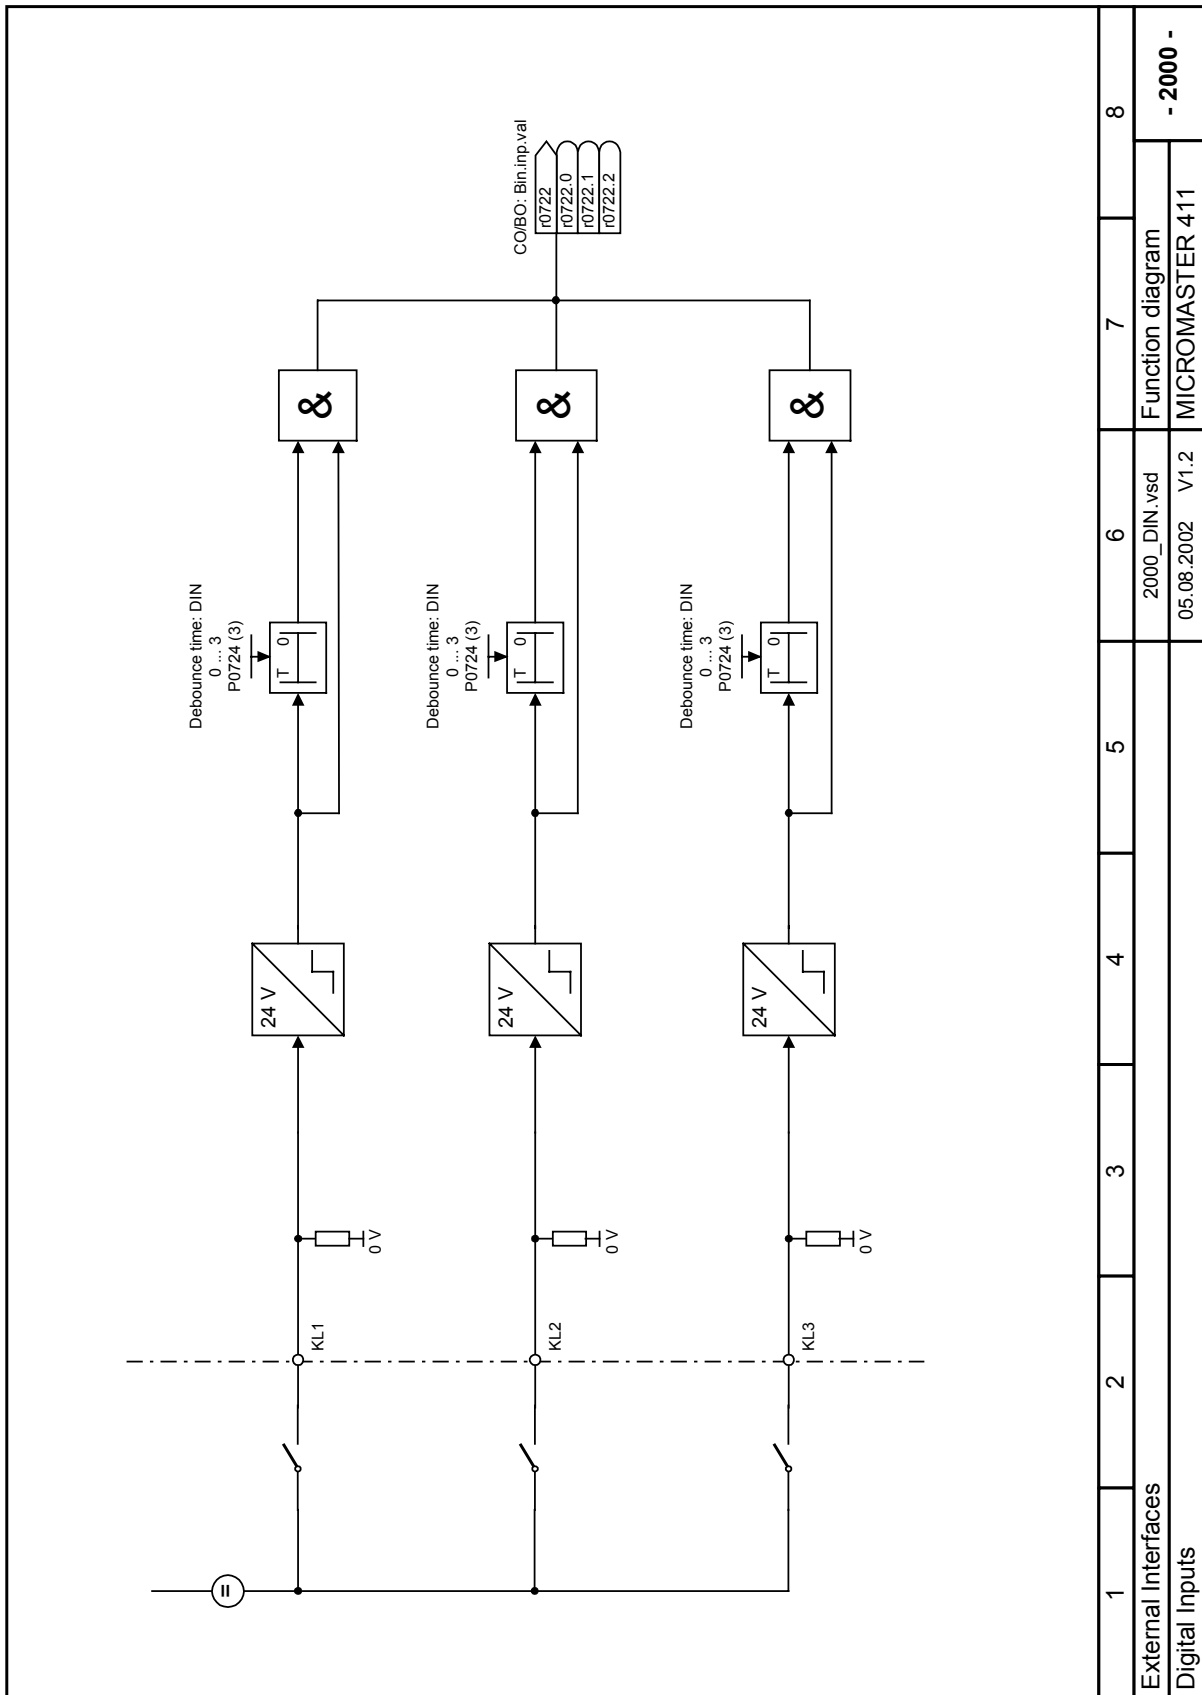 CO/BO: Bin.inp.val
r0722
r0722.0
r0722.1
r0722.2
Debounce time: DIN
0 ... 3
P0724 (3)
KL1
0 V
24 V
T 0
&
Debounce time: DIN
0 ... 3
P0724 (3)
KL2
0 V
24 V
T 0
&
Debounce time: DIN
0 ... 3
P0724 (3)
KL3
0 V
24 V
T 0
&
1 2 3 4 5 6 7 8
External Interfaces 2000_DIN.vsd Function diagram - 2000 -
Digital Inputs 05.08.2002 V1.2 MICROMASTER 411